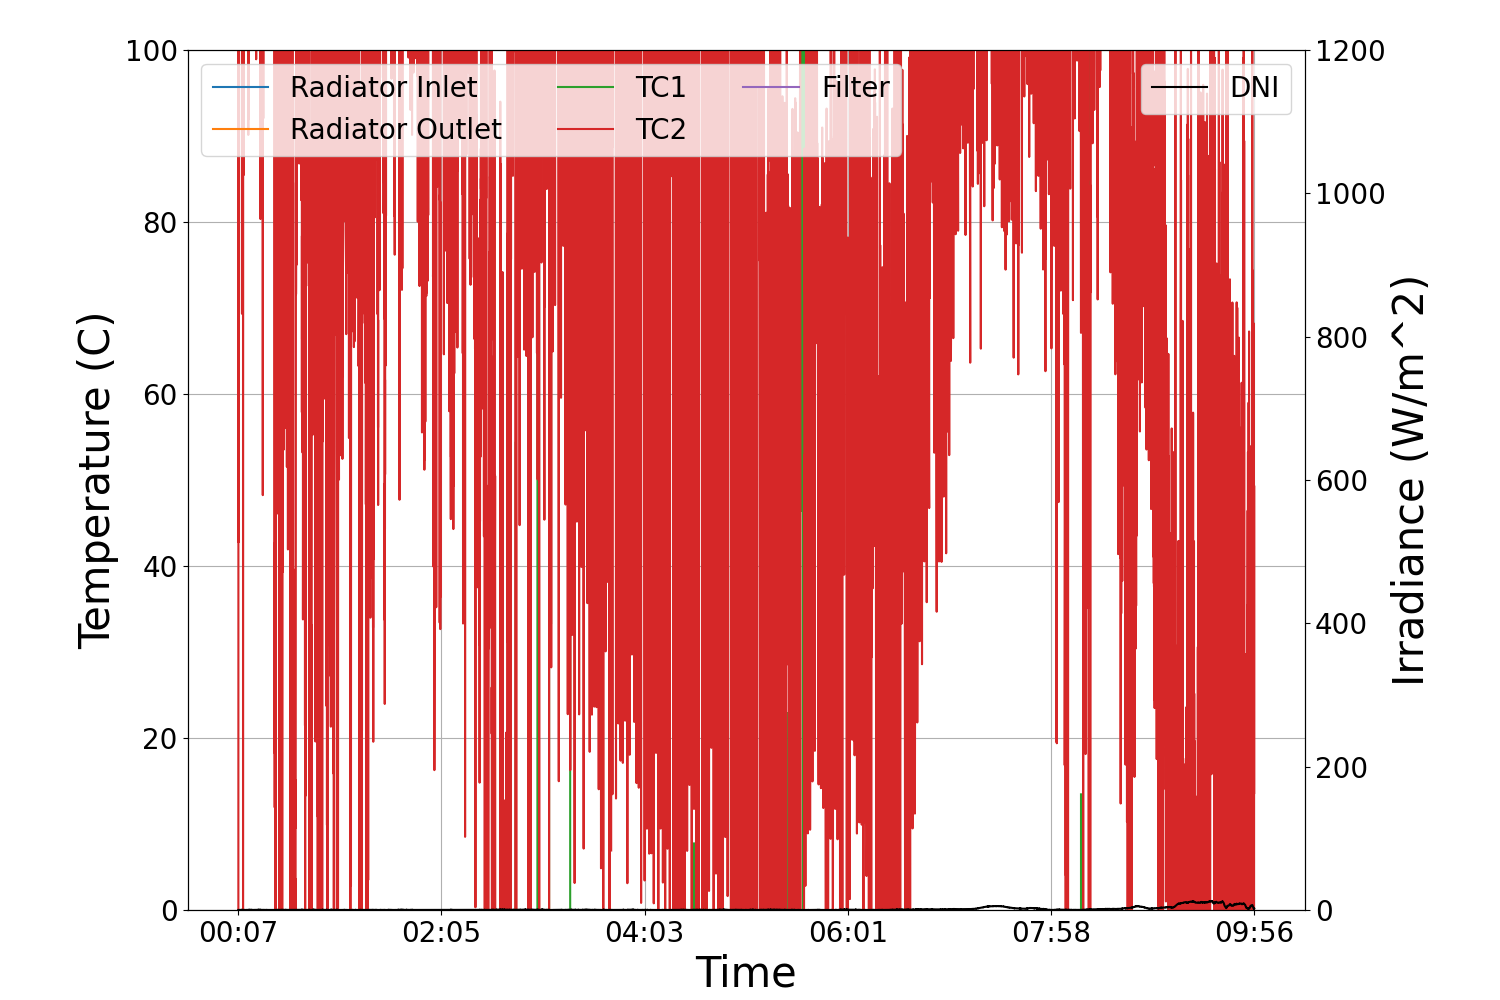 100
80
60
40
20
0
Temperature (C)
Radiator Inlet
Radiator Outlet
TC1
TC2
Filter
DNI
1200
1000
800
600
400
200
0
Irradiance (W/m^2)
00:07 02:05 04:03 06:01 07:58 09:56
Time